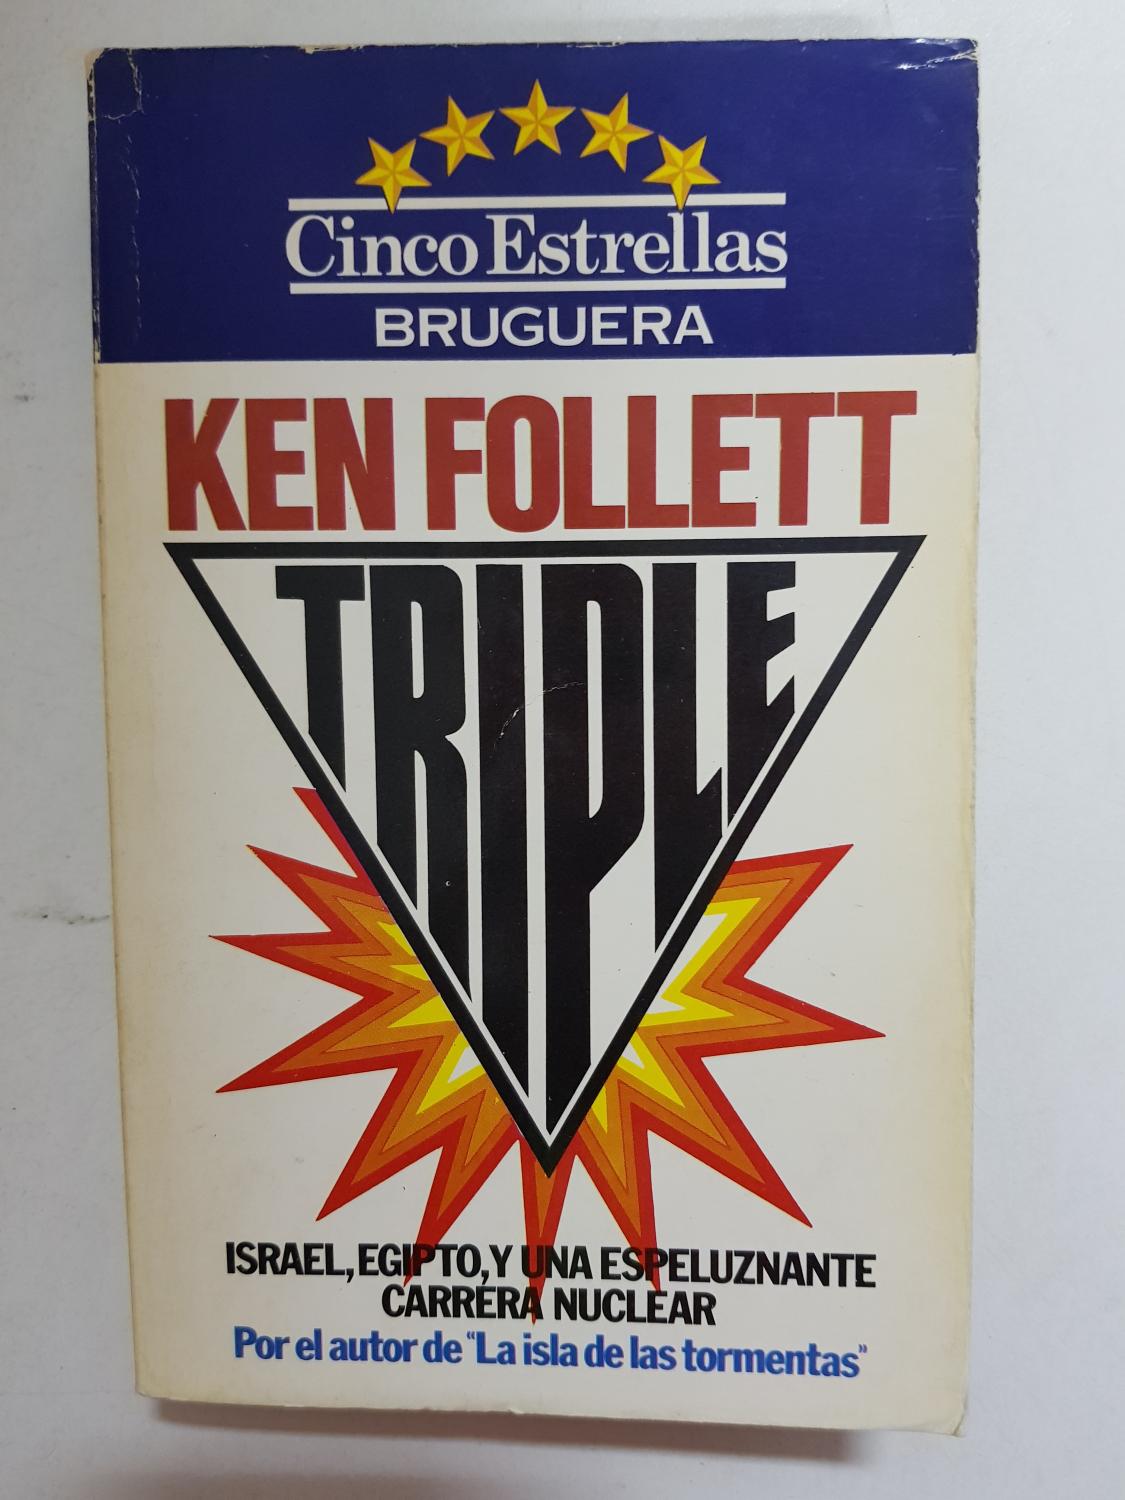 Cinco Estrellas
BRUGUERA
KEN FOLLETT
TRIPLE
ISRAEL, EGIPTO, Y UNA ESPELUZNANTE
CARRERA NUCLEAR
Por el autor de “La isla de las tormentas”